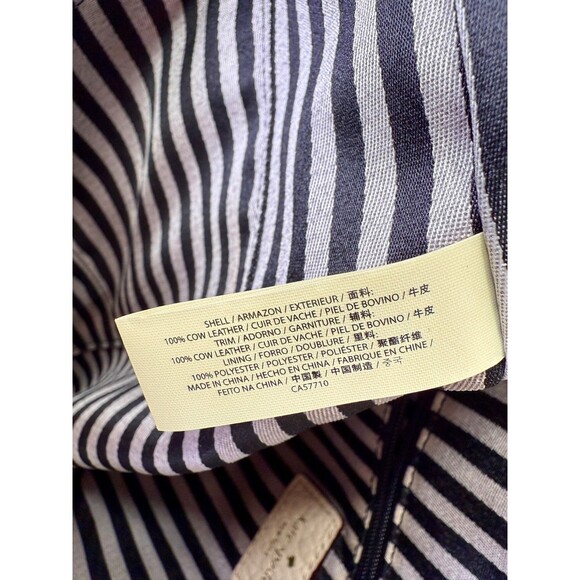 SHELL / ARMAZON / EXTERIEUR / 面料:
100% COW LEATHER / CUIR DE VACHE / PIEL DE BOVINO / 牛皮
TRIM / ADORNO / GARNITURE / 辅料:
100% COW LEATHER / CUIR DE VACHE / PIEL DE BOVINO / 牛皮
LINING / FORRO / DOUBLURE / 里料:
100% POLYESTER / POLYESTER / POLIÉSTER / 聚酯纤维
MADE IN CHINA / HECHO EN CHINA / FABRIQUE EN CHINE /
FEITO NA CHINA / 中国製 / 中国制造 / 중국
CA57710